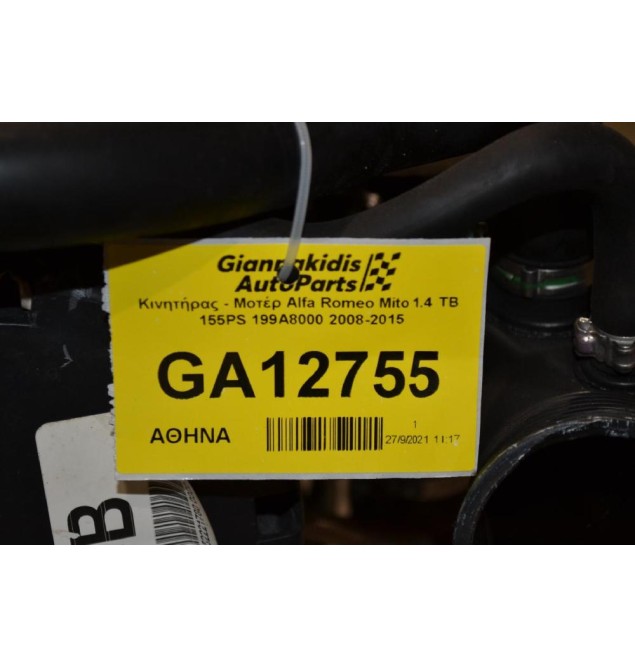 Giannakidis
AutoParts
Κινητήρας - Μοτέρ Alfa Romeo Mito 1.4 TB
155PS 199A8000 2008-2015
GA12755
ΑΘΗΝΑ
1
27/9/2021 11:17
B